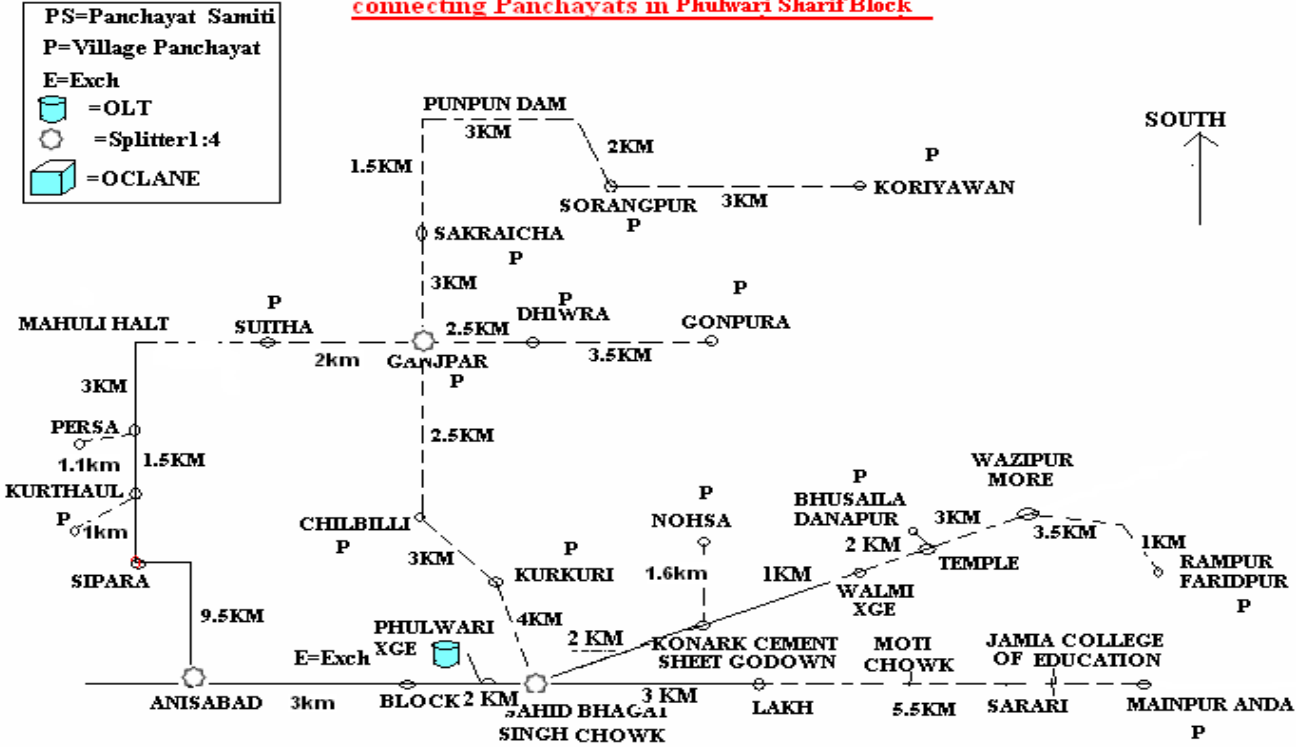 connecting Panchayats in Phulwari Sharif Block
PS=Panchayat Samiti
P=Village Panchayat
E=Exch
=OLT
=Splitter1:4
=OCLANE
PUNPUN DAM
3KM
2KM
1.5KM
SOUTH
P
KORIYAWAN
SORANGPUR
3KM
P
SAKRAICHA
P
3KM
P
SUITHA
MAHULI HALT
2km
GANJPAR
P
2.5KM
P
DHIWRA
3.5KM
P
GONPURA
3KM
PERSA
1.1km
1.5KM
KURTHAUL
P
1km
SIPARA
9.5KM
2.5KM
CHILBILLI
P
3KM
P
KURKURI
4KM
P
NOHSA
1.6km
P
BHUSAILA
DANAPUR
WAZIPUR
MORE
3KM
3.5KM
2 KM
TEMPLE
1KM
RAMPUR
FARIDPUR
P
1KM
WALMI
XGE
2 KM
KONARK CEMENT
SHEET GODOWN
PHULWARI
XGE
E=Exch
MOTI
CHOWK
JAMIA COLLEGE
OF EDUCATION
ANISABAD
3km
BLOCK
2 KM
SAHID BHAGAT
SINGH CHOWK
3 KM
LAKH
5.5KM
SARARI
MAINPUR ANDA
P